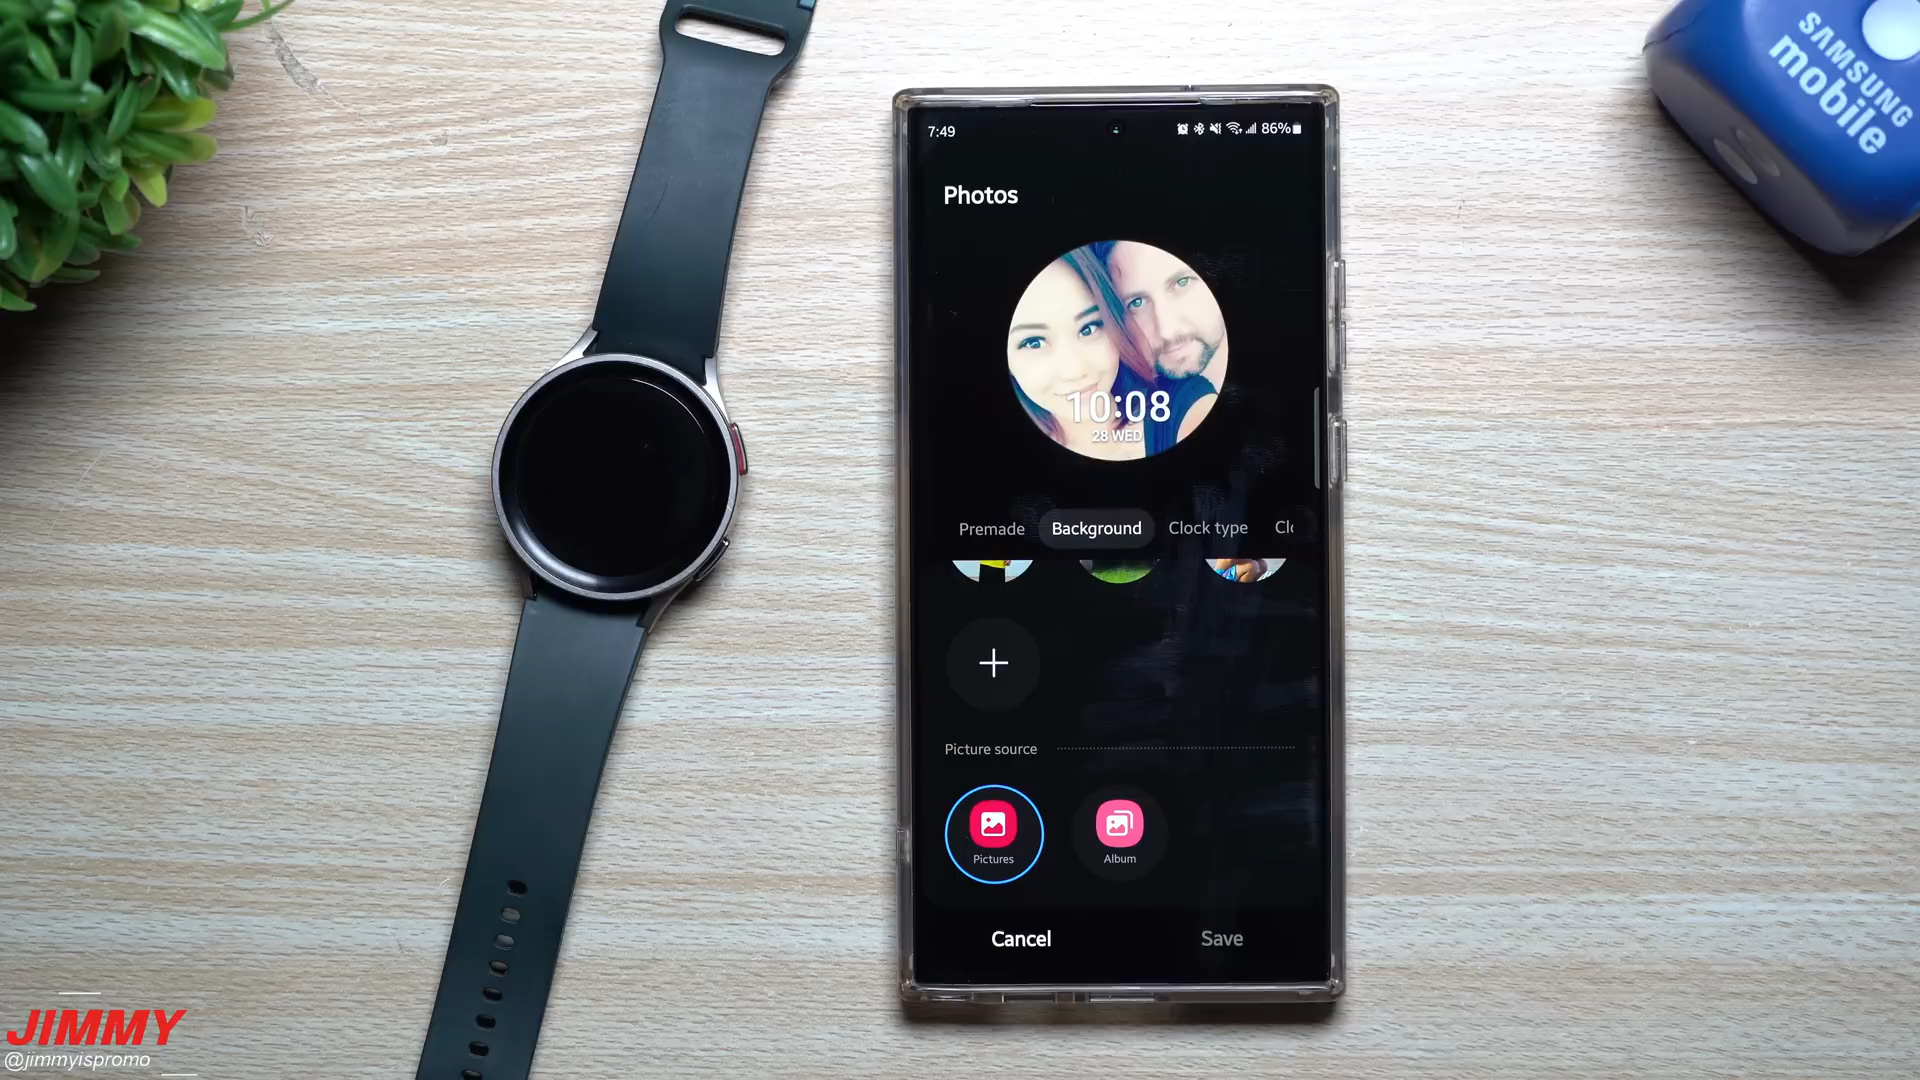 SAMSUNG
mobile
7:49
86%
Photos
10:08
28 WED
Premade
Background
Clock type
Clo
Picture source
Pictures
Album
Cancel
Save
JIMMY
@jimmyispromo